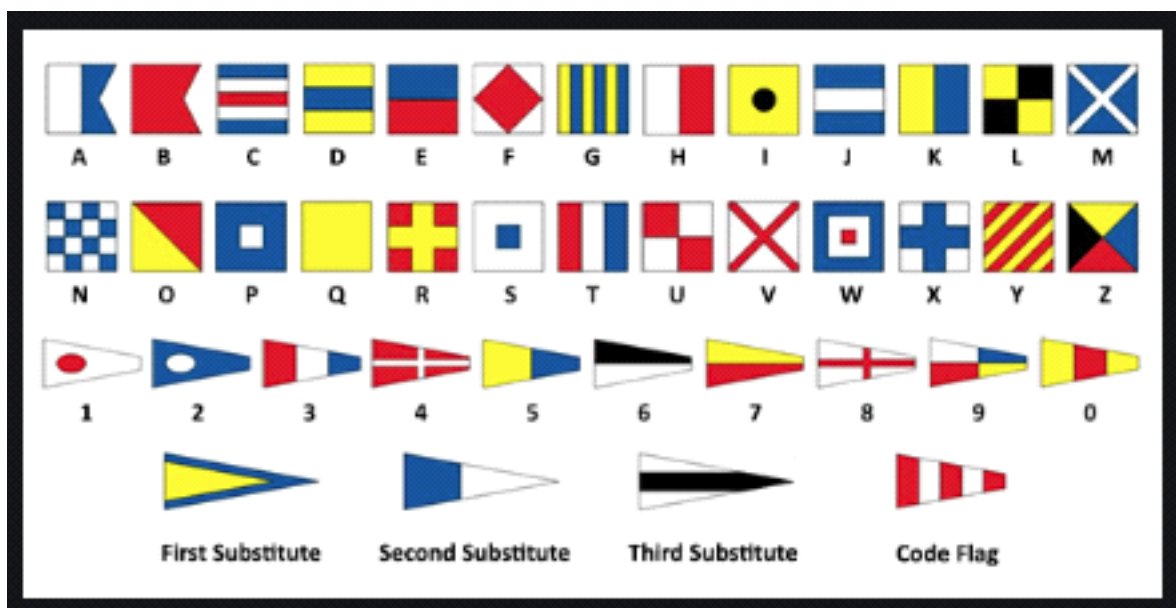 A B C D E F G H I J K L M
N O P Q R S T U V W X Y Z
1 2 3 4 5 6 7 8 9 0
First Substitute Second Substitute Third Substitute Code Flag